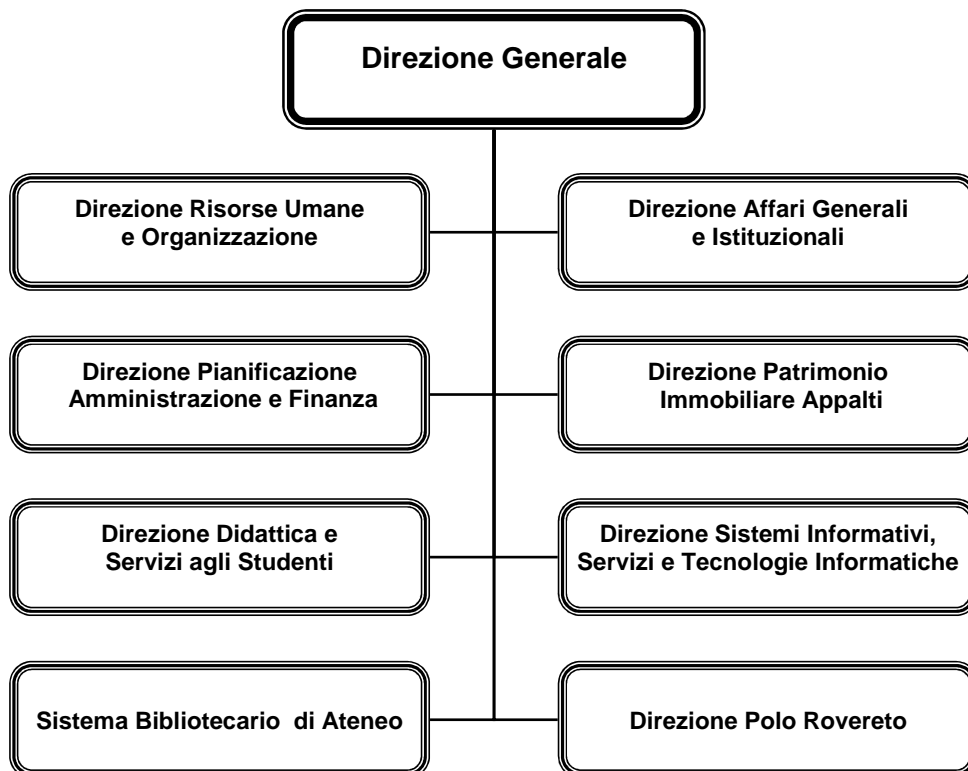 Direzione Generale
Direzione Risorse Umane
e Organizzazione
Direzione Affari Generali
e Istituzionali
Direzione Pianificazione
Amministrazione e Finanza
Direzione Patrimonio
Immobiliare Appalti
Direzione Didattica e
Servizi agli Studenti
Direzione Sistemi Informativi,
Servizi e Tecnologie Informatiche
Sistema Bibliotecario di Ateneo
Direzione Polo Rovereto